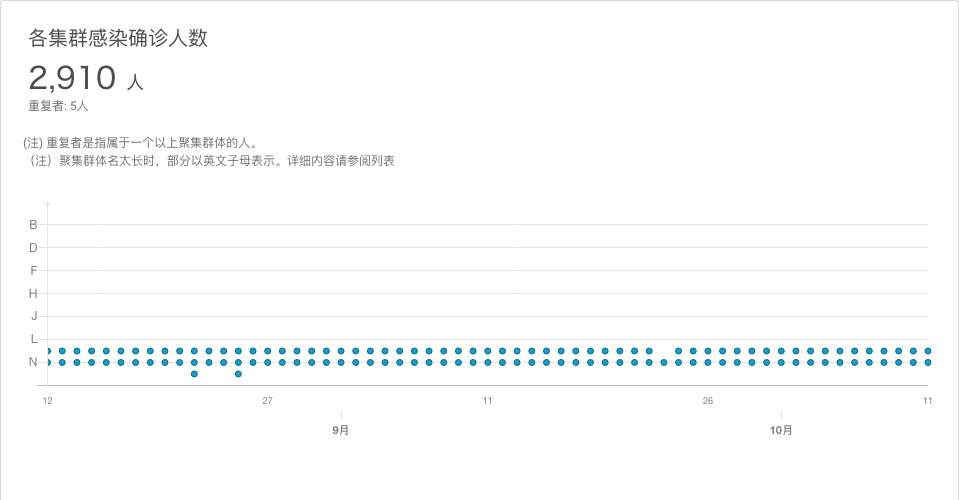 各集群感染确诊人数
2,910 人
重复者: 5人
(注) 重复者是指属于一个以上聚集群体的人。
（注）聚集群体名太长时，部分以英文子母表示。详细内容请参阅列表
B
D
F
H
J
L
N
12 27 11 26 11
9月 10月